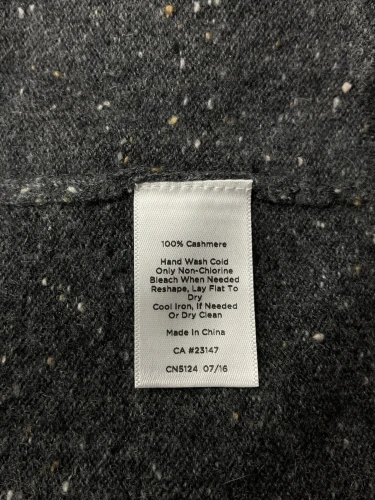 100% Cashmere
Hand Wash Cold
Only Non-Chlorine
Bleach When Needed
Reshape, Lay Flat To
Dry
Cool Iron, If Needed
Or Dry Clean
Made In China
CA #23147
CN5124 07/16